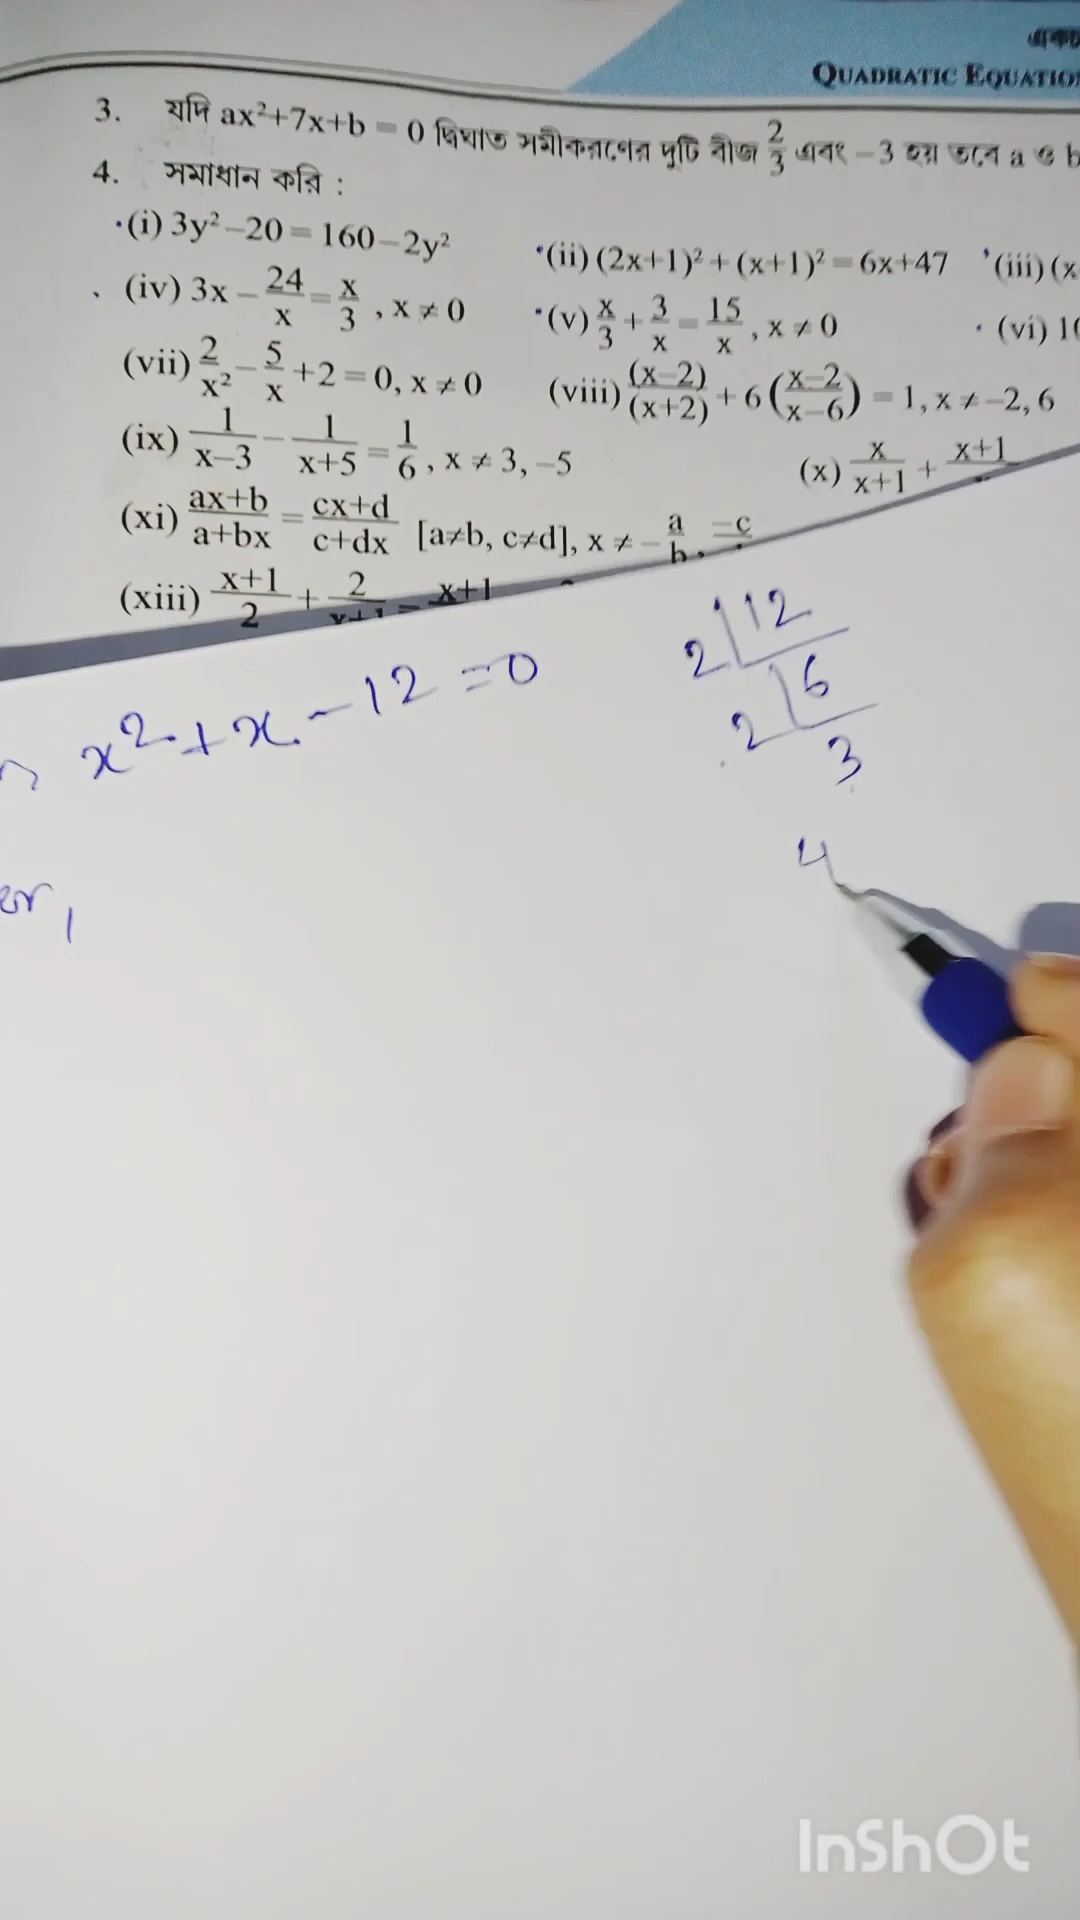 QUADRATIC EQUATIO
3. যদি ax²+7x+b = 0 দ্বিঘাত সমীকরণের দুটি বীজ 2/3 এবং –3 হয় তবে a ও b
4. সমাধান করি :
(i) 3y²–20 = 160–2y² (ii) (2x+1)² + (x+1)² = 6x+47 (iii) (x
(iv) 3x – 24/x = x/3 , x ≠ 0 (v) x/3 + 3/x = 15/x , x ≠ 0 (vi) 10
(vii) 2/x² – 5/x + 2 = 0, x ≠ 0 (viii) (x–2)/(x+2) + 6(x–2/x–6) = 1, x ≠ –2, 6
(ix) 1/x–3 – 1/x+5 = 1/6 , x ≠ 3, –5 (x) x/x+1 + x+1
(xi) ax+b/a+bx = cx+d/c+dx [a≠b, c≠d], x ≠ – a/b , –c
(xiii) x+1/2 + 2/x+1 = x+1
x² + x – 12 = 0
2 12
2 6
3
4
InShOt